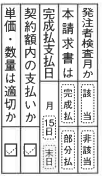 発注者検査月か 該当 非該当
本請求書は 完成払 部分払
完成払支払日 月 15日 末日
契約額内の支払いか
単価・数量は適切か